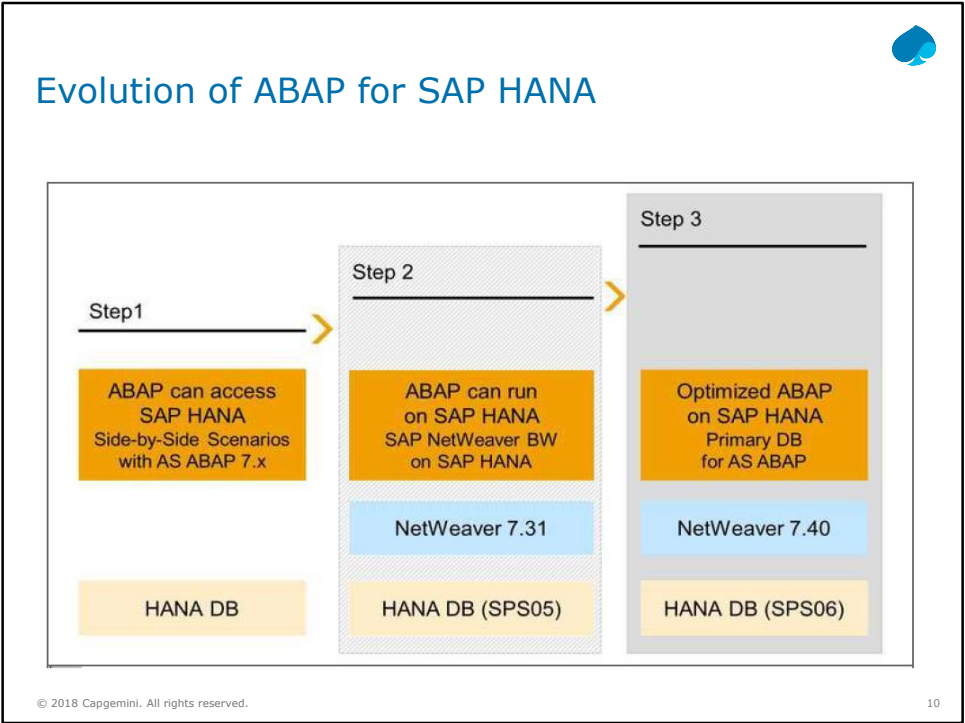 Evolution of ABAP for SAP HANA
Step1
ABAP can access
SAP HANA
Side-by-Side Scenarios
with AS ABAP 7.x
HANA DB
Step 2
ABAP can run
on SAP HANA
SAP NetWeaver BW
on SAP HANA
NetWeaver 7.31
HANA DB (SPS05)
Step 3
Optimized ABAP
on SAP HANA
Primary DB
for AS ABAP
NetWeaver 7.40
HANA DB (SPS06)
© 2018 Capgemini. All rights reserved.
10